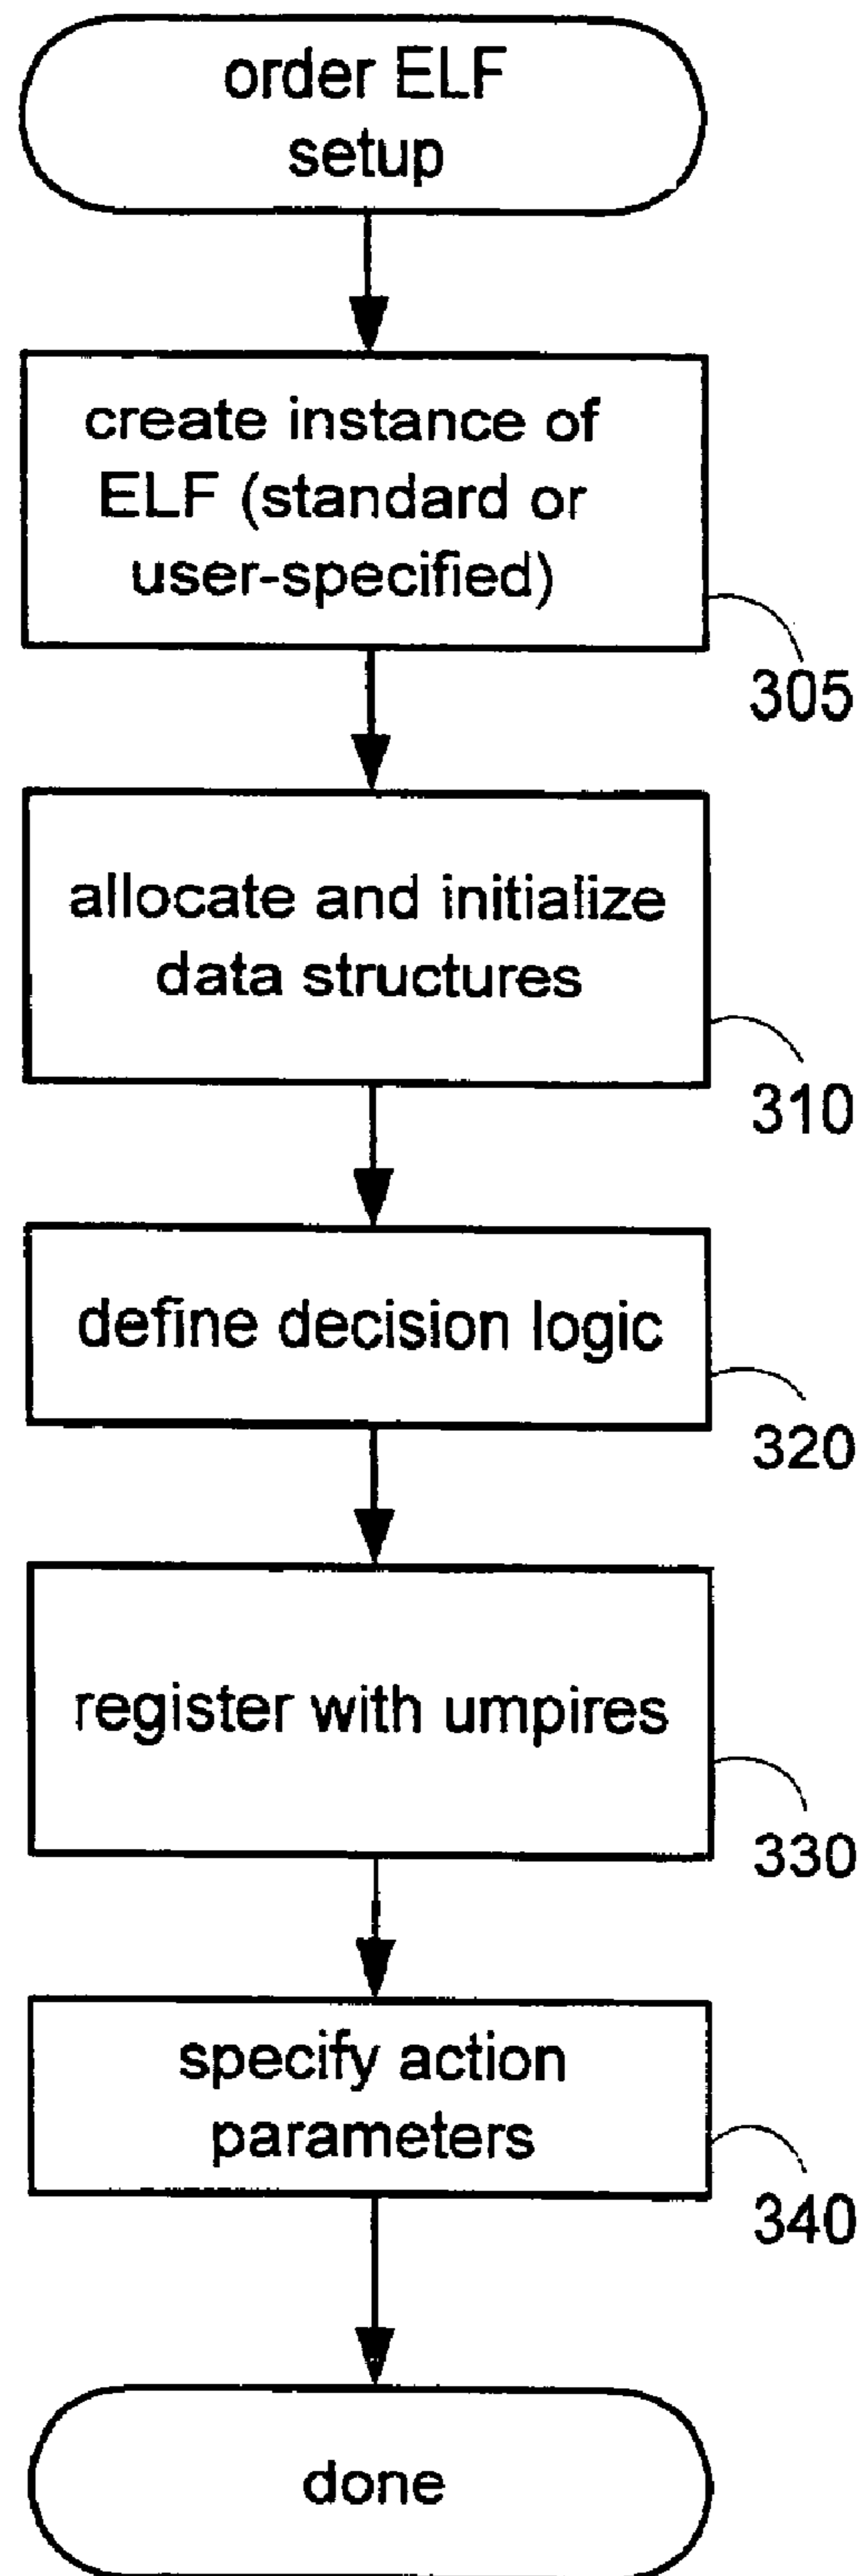 order ELF
setup
create instance of
ELF (standard or
user-specified)
305
allocate and initialize
data structures
310
define decision logic
320
register with umpires
330
specify action
parameters
340
done